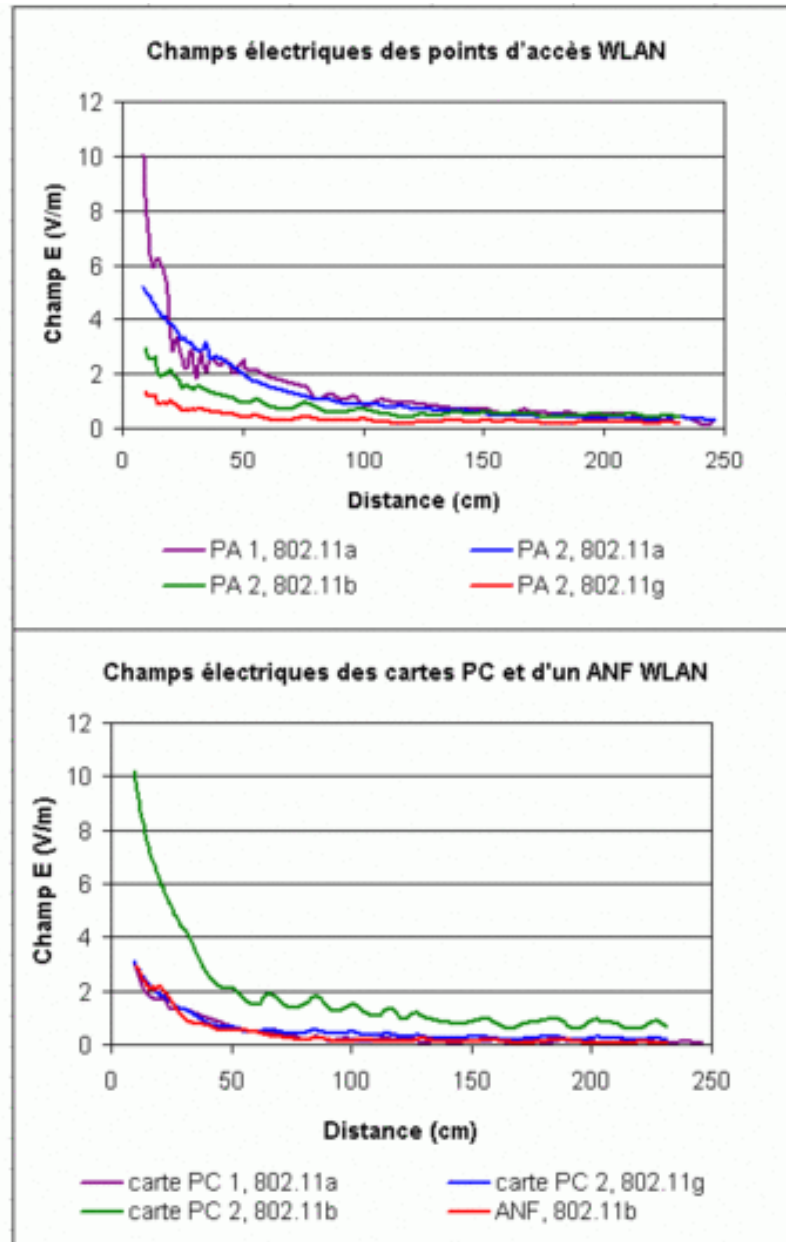 Champs électriques des points d'accès WLAN
12
10
8
6
4
2
0
Champ E (V/m)
0 50 100 150 200 250
Distance (cm)
PA 1, 802.11a PA 2, 802.11a
PA 2, 802.11b PA 2, 802.11g
Champs électriques des cartes PC et d'un ANF WLAN
12
10
8
6
4
2
0
Champ E (V/m)
0 50 100 150 200 250
Distance (cm)
carte PC 1, 802.11a carte PC 2, 802.11g
carte PC 2, 802.11b ANF, 802.11b